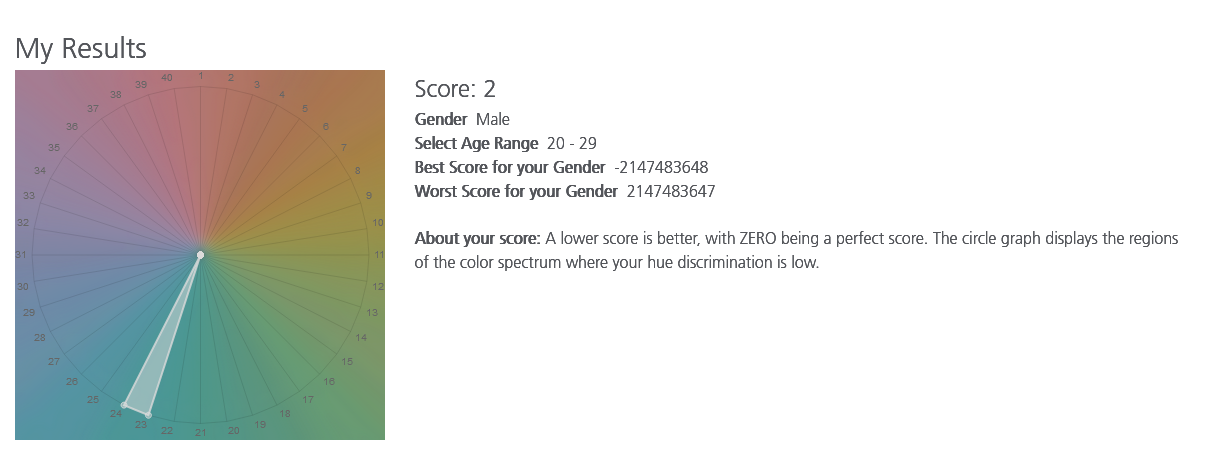 My Results
40 1 2
39 3
38 4
37 5
36 6
35 7
34 8
33 9
32 10
31 11
30 12
29 13
28 14
27 15
26 16
25 17
24 18
23 19
22 21 20
Score: 2
Gender Male
Select Age Range 20 - 29
Best Score for your Gender -2147483648
Worst Score for your Gender 2147483647
About your score: A lower score is better, with ZERO being a perfect score. The circle graph displays the regions
of the color spectrum where your hue discrimination is low.